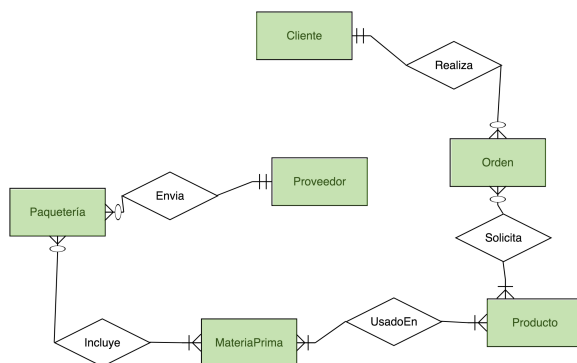 Cliente
Realiza
Orden
Proveedor
Envia
Paquetería
Solicita
Producto
UsadoEn
MateriaPrima
Incluye